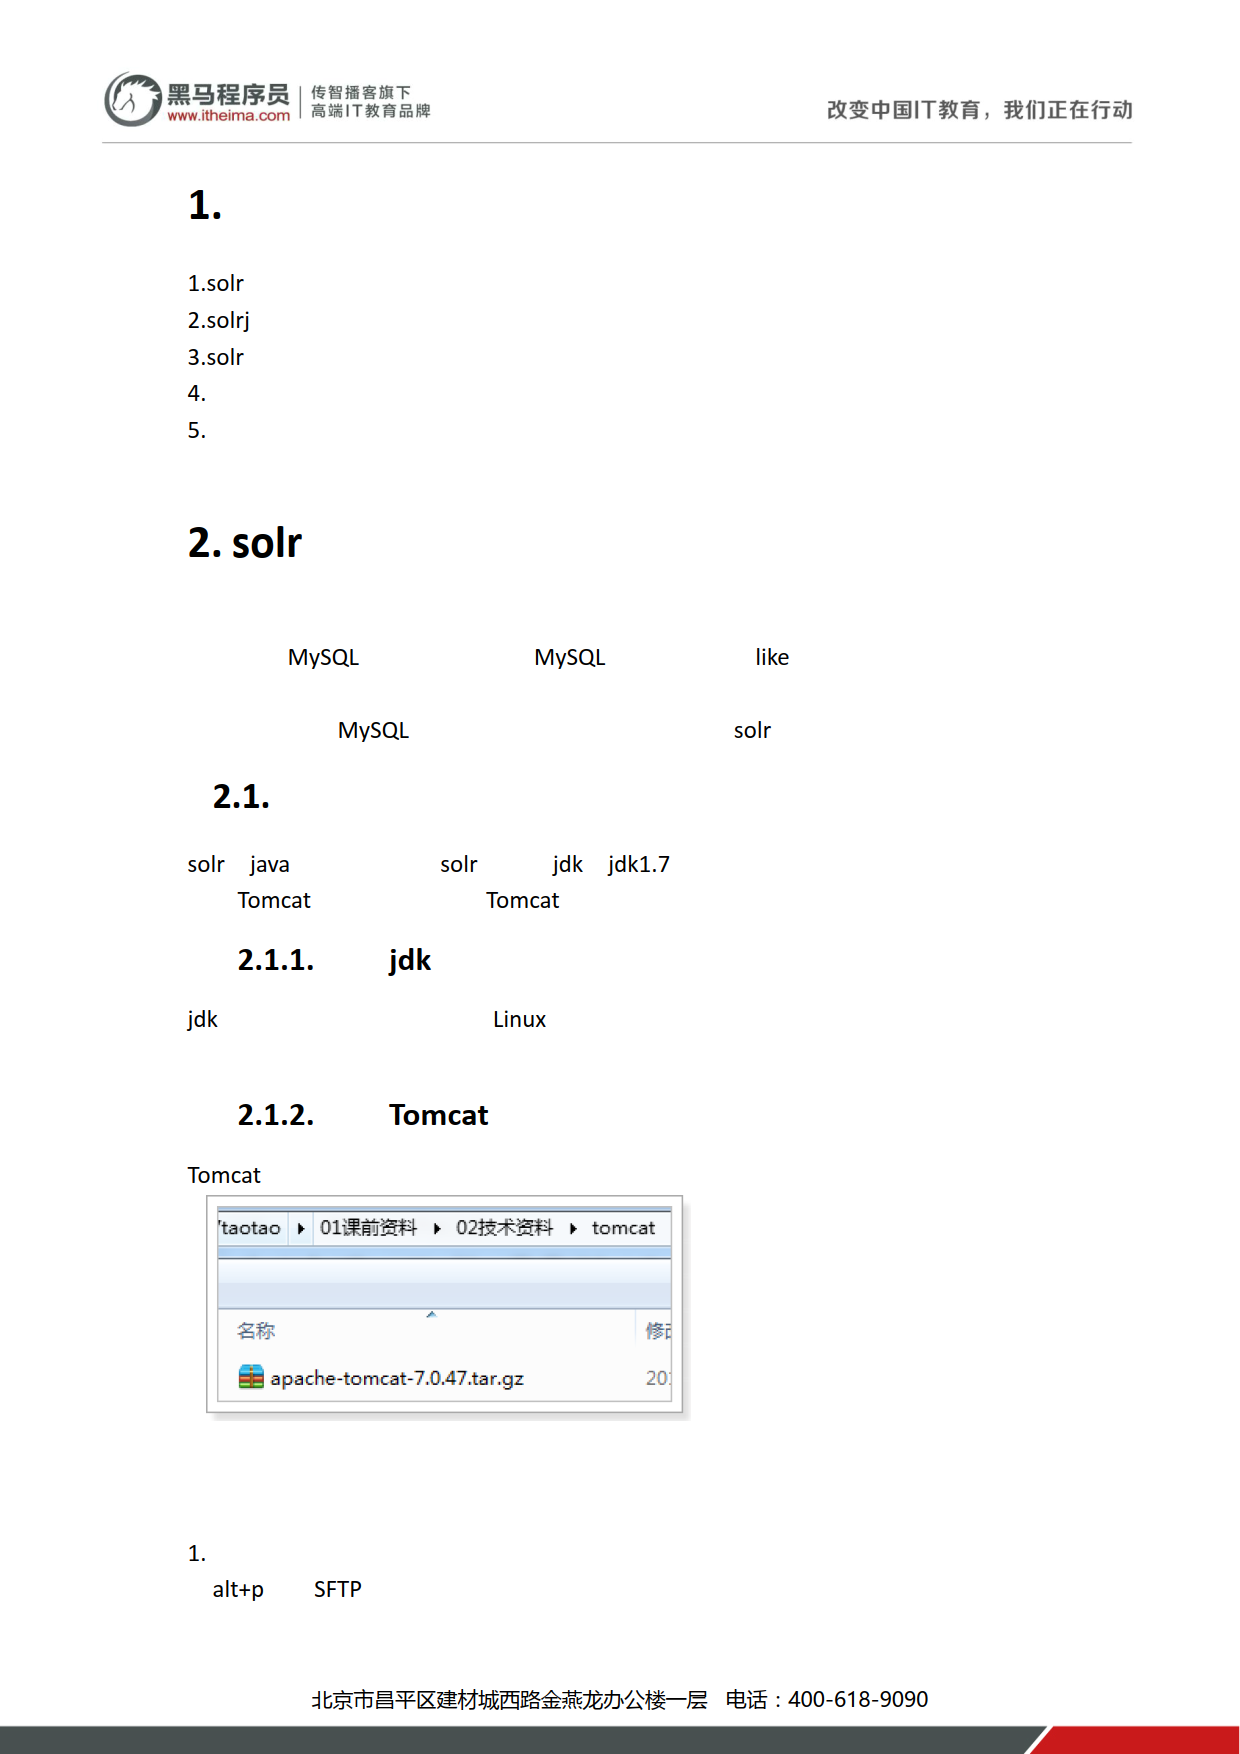 黑马程序员
www.itheima.com
传智播客旗下
高端IT教育品牌
改变中国IT教育，我们正在行动
1.
1.solr
2.solrj
3.solr
4.
5.
2. solr
MySQL MySQL like
MySQL solr
2.1.
solr java solr jdk jdk1.7
Tomcat Tomcat
2.1.1. jdk
jdk Linux
2.1.2. Tomcat
Tomcat
taotao 01课前资料 02技术资料 tomcat
名称 修改
apache-tomcat-7.0.47.tar.gz 201
1.
alt+p SFTP
北京市昌平区建材城西路金燕龙办公楼一层 电话：400-618-9090